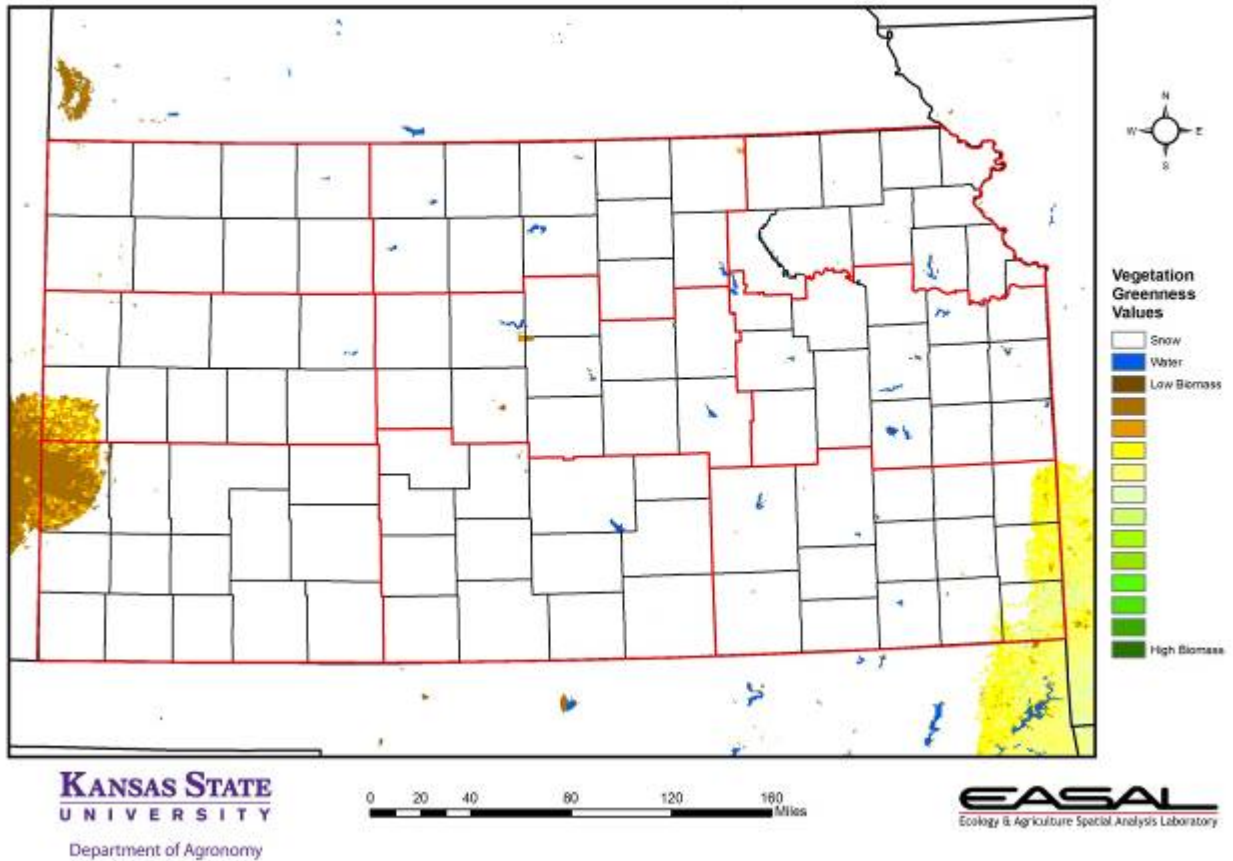 N
W E
S
Vegetation
Greenness
Values
Snow
Water
Low Biomass
High Biomass
KANSAS STATE
UNIVERSITY
Department of Agronomy
0 20 40 80 120 160
Miles
EASAL
Ecology & Agriculture Spatial Analysis Laboratory